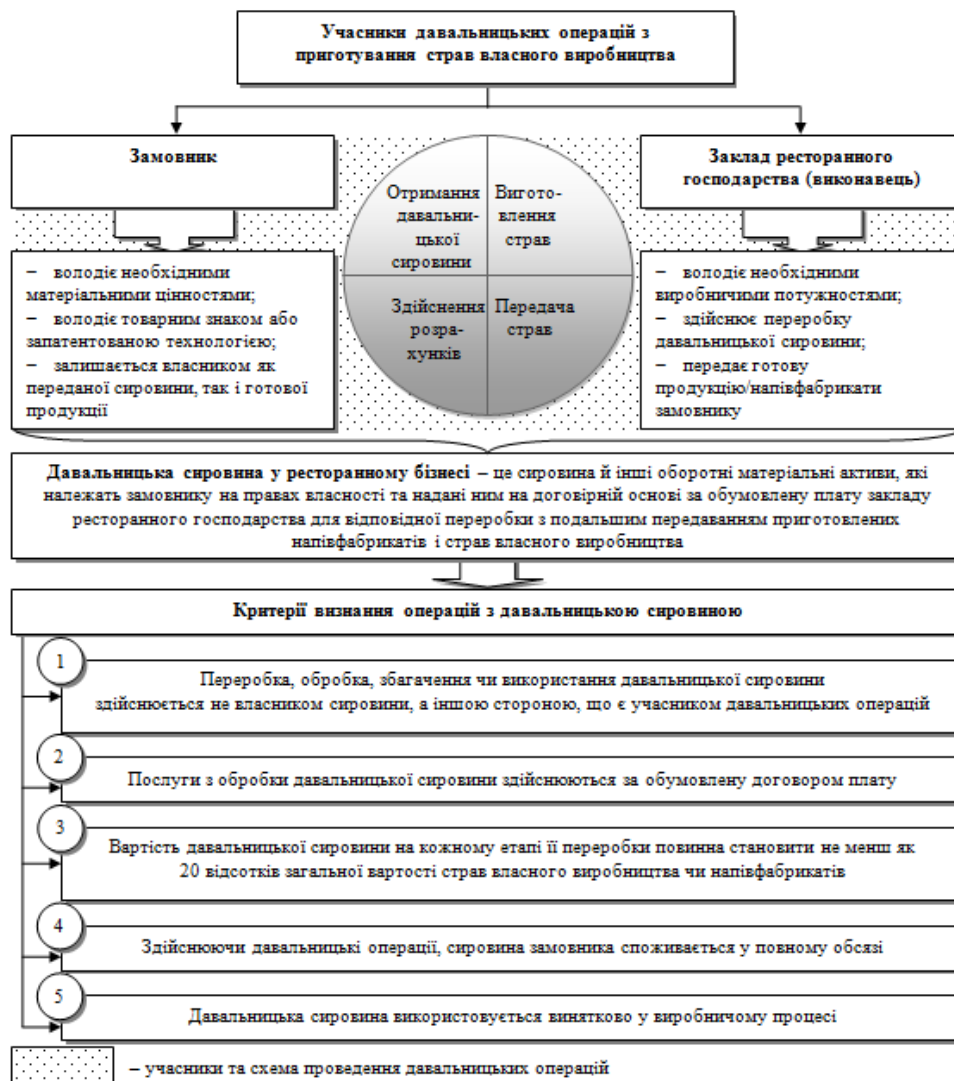 Учасники давальницьких операцій з
приготування страв власного виробництва
Замовник
Заклад ресторанного
господарства (виконавець)
Отримання
давальни-
цької
сировини
Вигото-
влення
страв
Здійснення
розра-
хунків
Передача
страв
– володіє необхідними
матеріальними цінностями;
– володіє товарним знаком або
запатентованою технологією;
– залишається власником як
переданої сировини, так і готової
продукції
– володіє необхідними
виробничими потужностями;
– здійснює переробку
давальницької сировини;
– передає готову
продукцію/напівфабрикати
замовнику
Давальницька сировина у ресторанному бізнесі – це сировина й інші оборотні матеріальні активи, які
належать замовнику на правах власності та надані ним на договірній основі за обумовлену плату закладу
ресторанного господарства для відповідної переробки з подальшим передаванням приготовлених
напівфабрикатів і страв власного виробництва
Критерії визнання операцій з давальницькою сировиною
1
Переробка, обробка, збагачення чи використання давальницької сировини
здійснюється не власником сировини, а іншою стороною, що є учасником давальницьких операцій
2
Послуги з обробки давальницької сировини здійснюються за обумовлену договором плату
3
Вартість давальницької сировини на кожному етапі її переробки повинна становити не менш як
20 відсотків загальної вартості страв власного виробництва чи напівфабрикатів
4
Здійснюючи давальницькі операції, сировина замовника споживається у повному обсязі
5
Давальницька сировина використовується винятково у виробничому процесі
– учасники та схема проведення давальницьких операцій